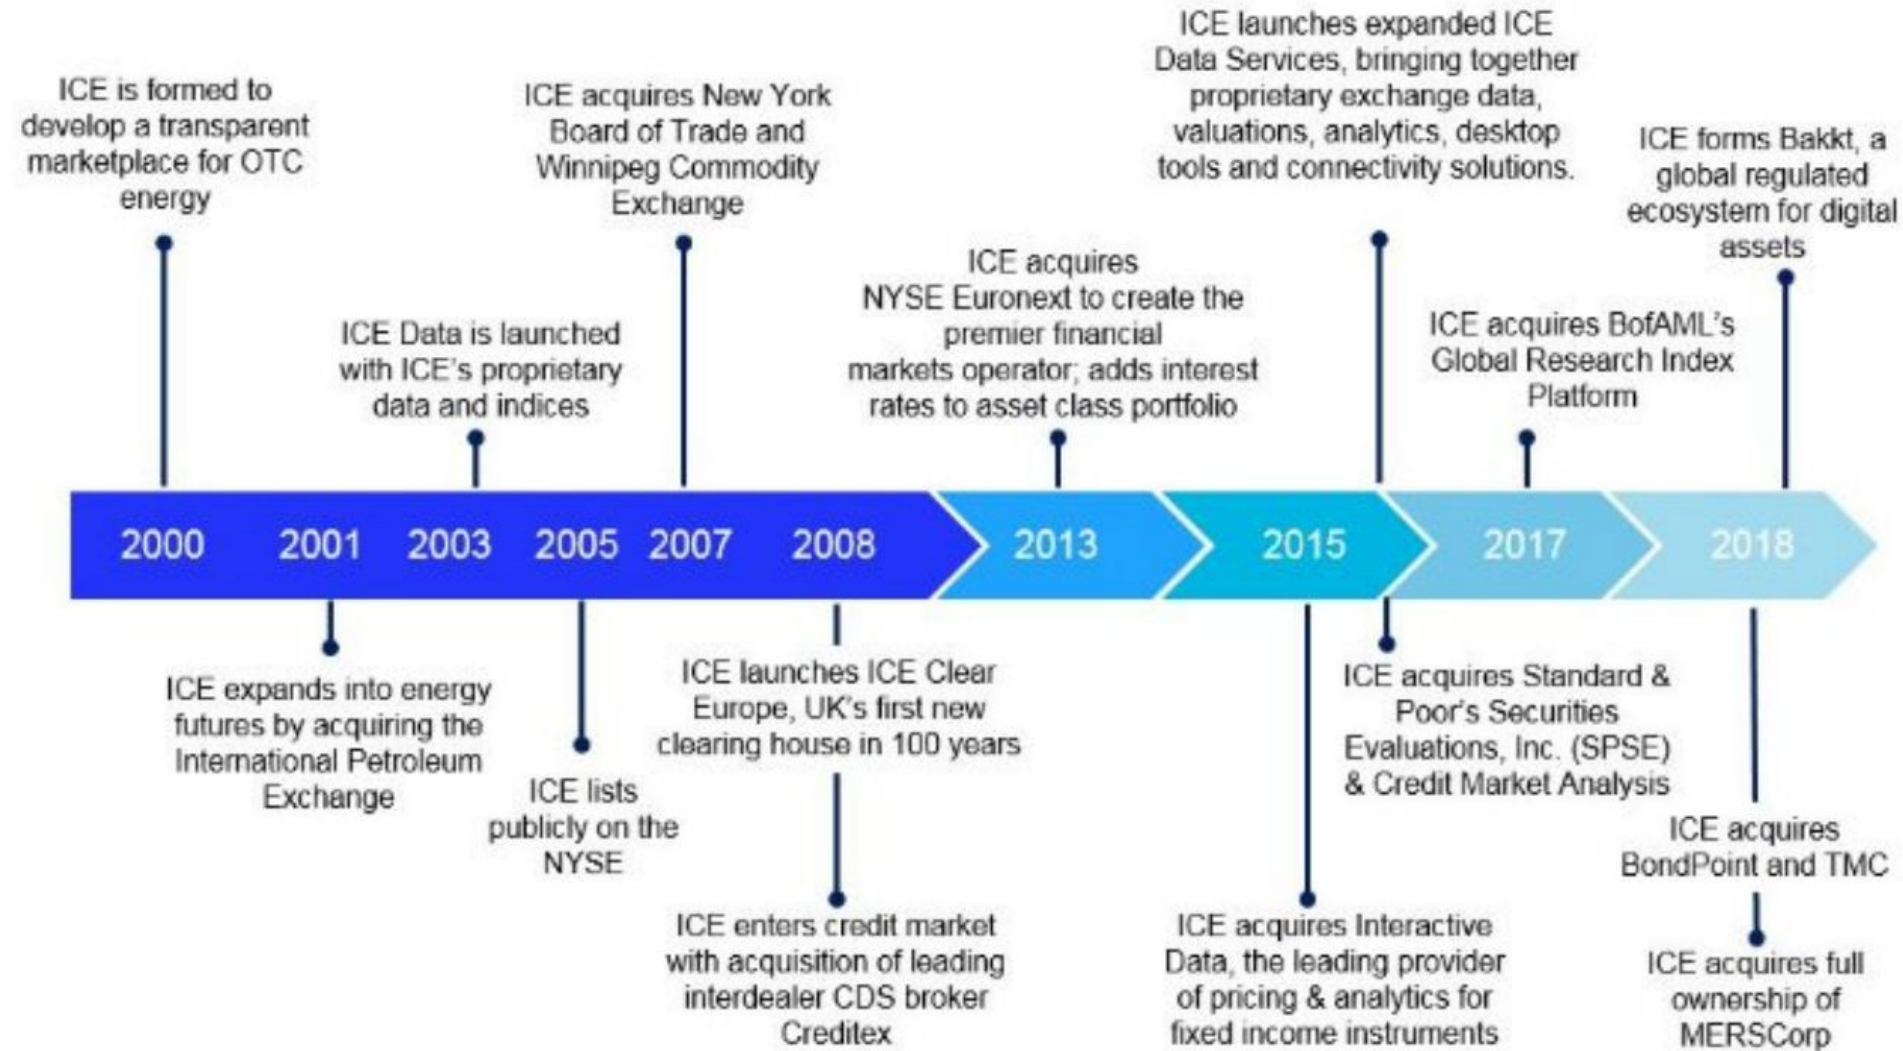 ICE is formed to
develop a transparent
marketplace for OTC
energy
ICE Data is launched
with ICE's proprietary
data and indices
ICE acquires New York
Board of Trade and
Winnipeg Commodity
Exchange
ICE acquires
NYSE Euronext to create the
premier financial
markets operator; adds interest
rates to asset class portfolio
ICE launches expanded ICE
Data Services, bringing together
proprietary exchange data,
valuations, analytics, desktop
tools and connectivity solutions.
ICE acquires BofAML's
Global Research Index
Platform
ICE forms Bakkt, a
global regulated
ecosystem for digital
assets
2000 2001 2003 2005 2007 2008 2013 2015 2017 2018
ICE expands into energy
futures by acquiring the
International Petroleum
Exchange
ICE lists
publicly on the
NYSE
ICE launches ICE Clear
Europe, UK's first new
clearing house in 100 years
ICE enters credit market
with acquisition of leading
interdealer CDS broker
Creditex
ICE acquires Interactive
Data, the leading provider
of pricing & analytics for
fixed income instruments
ICE acquires Standard &
Poor's Securities
Evaluations, Inc. (SPSE)
& Credit Market Analysis
ICE acquires
BondPoint and TMC
ICE acquires full
ownership of
MERSCorp